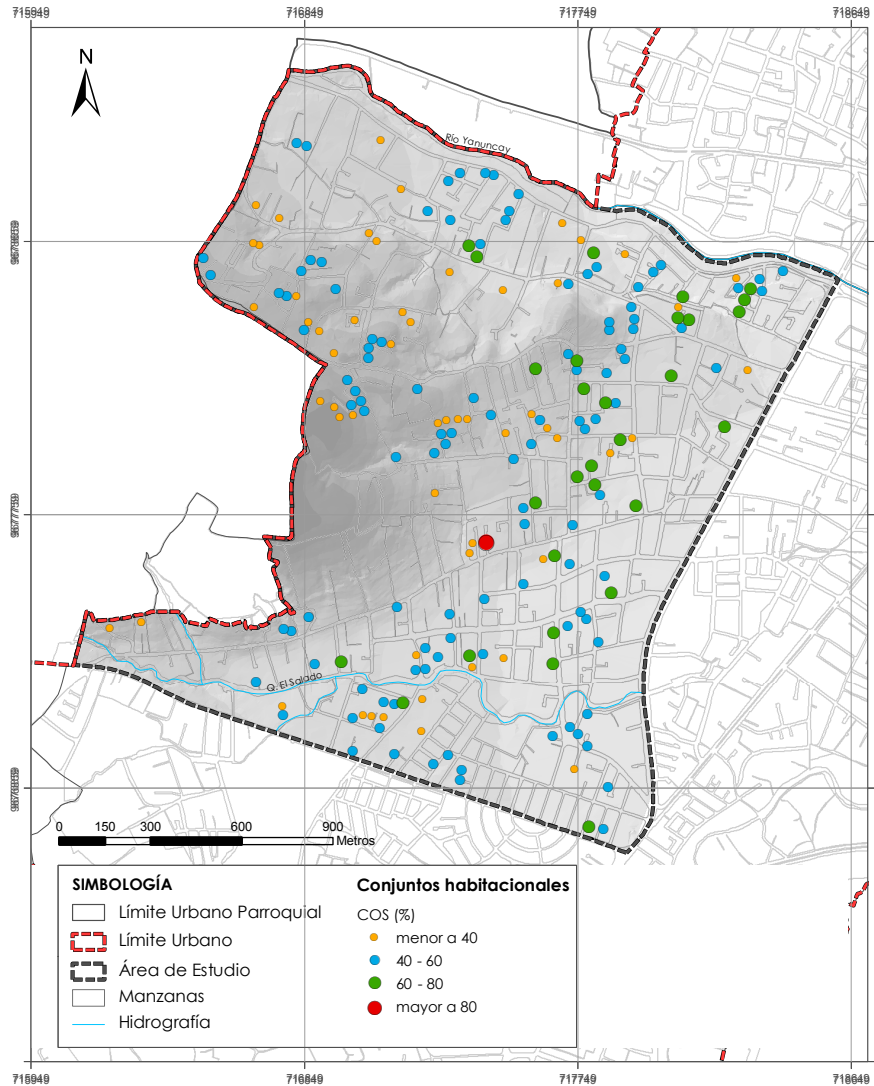 715949 716849 717749 718649
N
Río Yanuncay
Q. El Salado
0 150 300 600 900
Metros
SIMBOLOGÍA
Límite Urbano Parroquial
Límite Urbano
Área de Estudio
Manzanas
Hidrografía
Conjuntos habitacionales
COS (%)
menor a 40
40 - 60
60 - 80
mayor a 80
715949 716849 717749